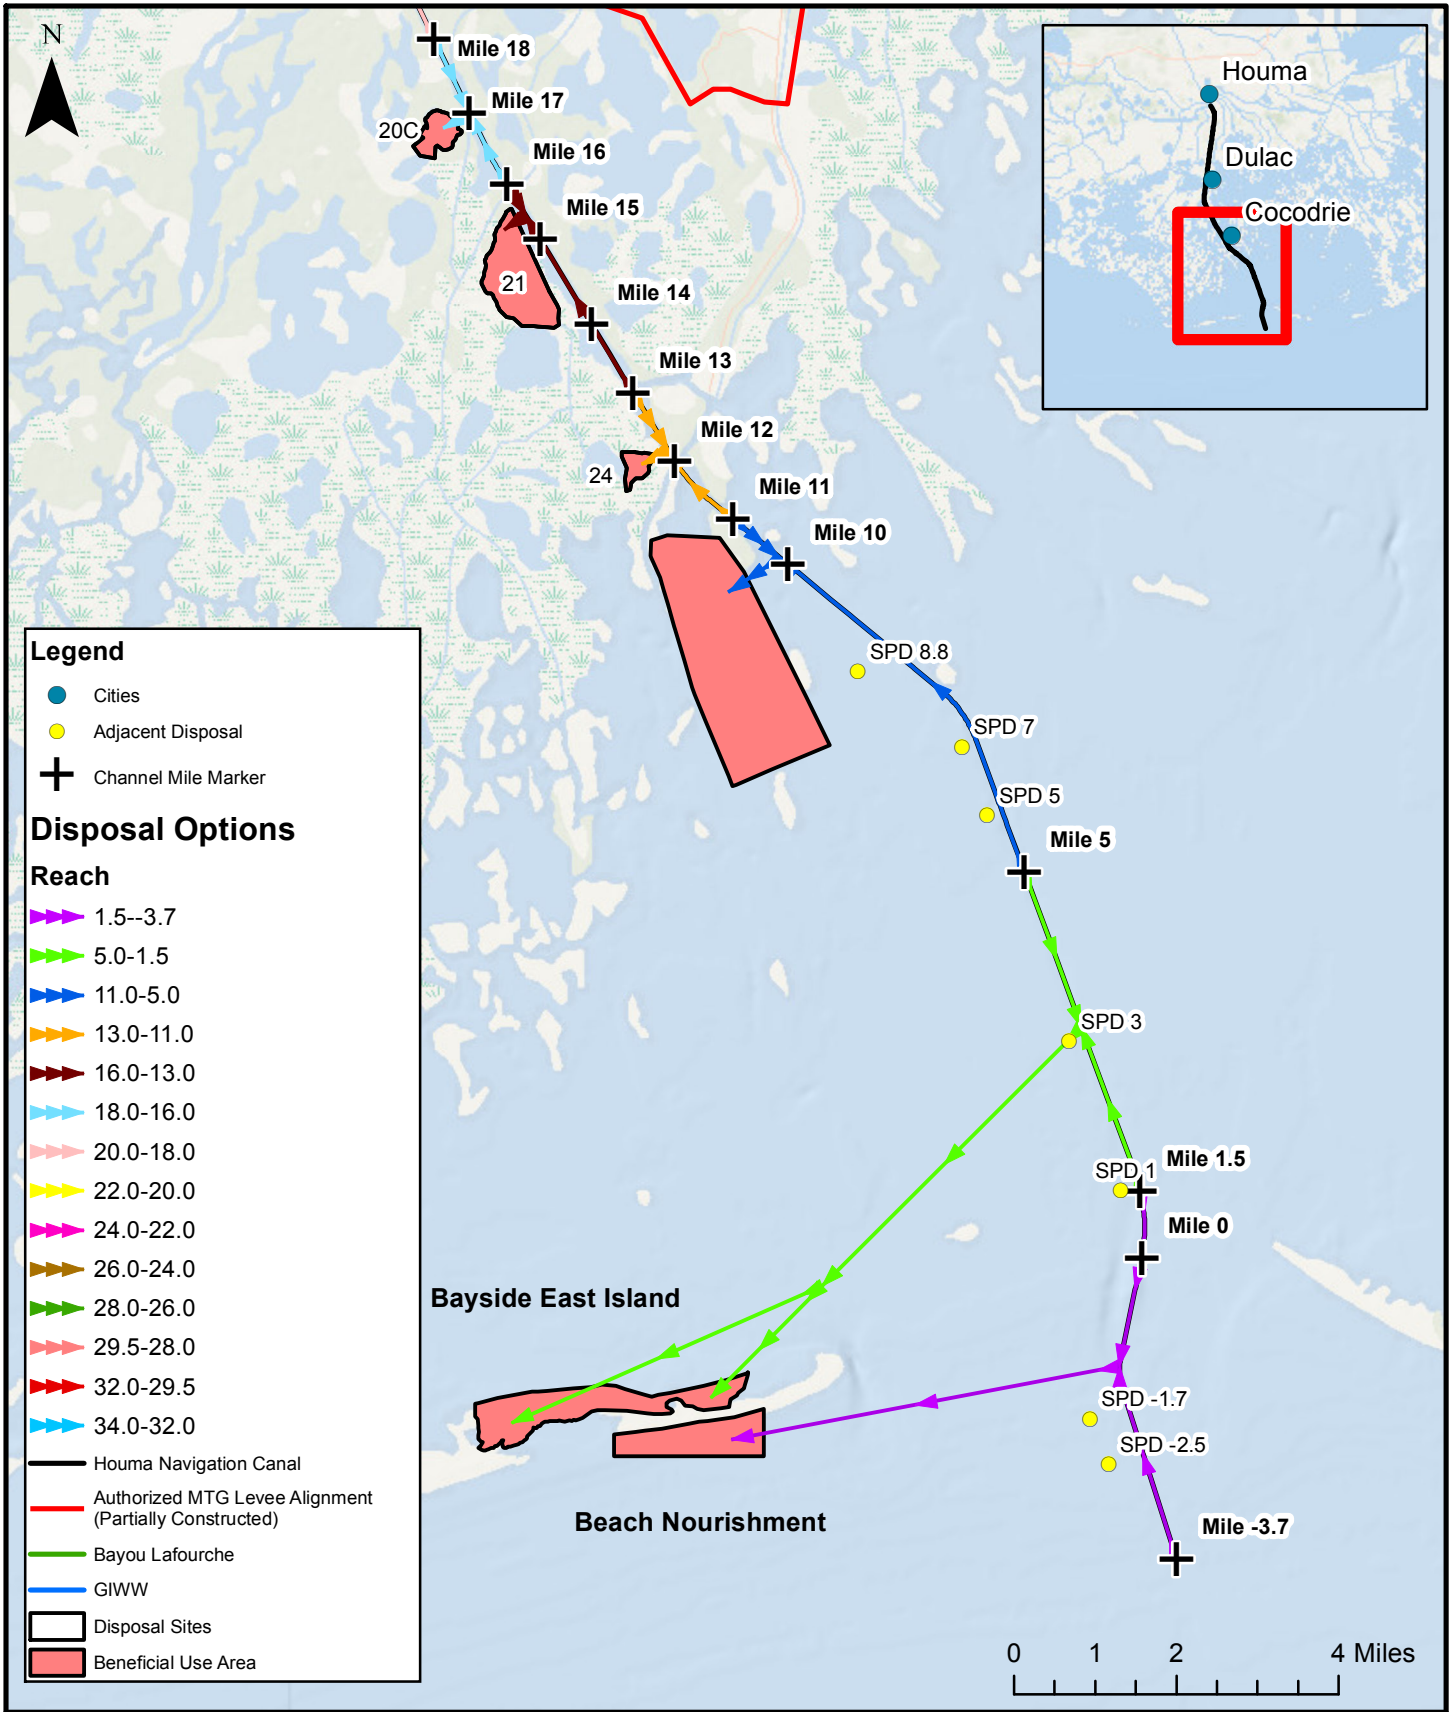 N
Mile 18
Mile 17
20C
Mile 16
Mile 15
21
Mile 14
Mile 13
Mile 12
24
Mile 11
Mile 10
Houma
Dulac
Cocodrie
SPD 8.8
SPD 7
SPD 5
Mile 5
SPD 3
SPD 1
Mile 1.5
Mile 0
Bayside East Island
SPD -1.7
SPD -2.5
Beach Nourishment
Mile -3.7
Legend
Cities
Adjacent Disposal
Channel Mile Marker
Disposal Options
Reach
1.5--3.7
5.0-1.5
11.0-5.0
13.0-11.0
16.0-13.0
18.0-16.0
20.0-18.0
22.0-20.0
24.0-22.0
26.0-24.0
28.0-26.0
29.5-28.0
32.0-29.5
34.0-32.0
Houma Navigation Canal
Authorized MTG Levee Alignment
(Partially Constructed)
Bayou Lafourche
GIWW
Disposal Sites
Beneficial Use Area
0 1 2 4 Miles